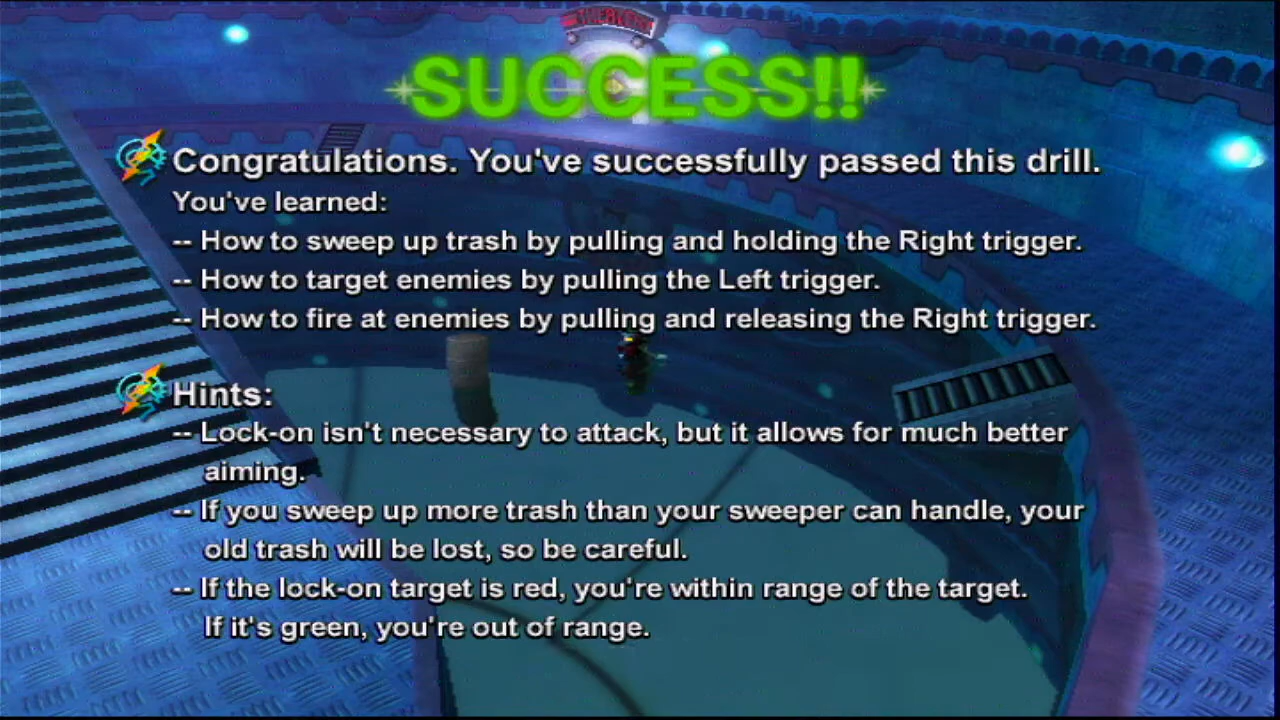 SUCCESS!!
Congratulations. You've successfully passed this drill.
You've learned:
-- How to sweep up trash by pulling and holding the Right trigger.
-- How to target enemies by pulling the Left trigger.
-- How to fire at enemies by pulling and releasing the Right trigger.
Hints:
-- Lock-on isn't necessary to attack, but it allows for much better
aiming.
-- If you sweep up more trash than your sweeper can handle, your
old trash will be lost, so be careful.
-- If the lock-on target is red, you're within range of the target.
If it's green, you're out of range.